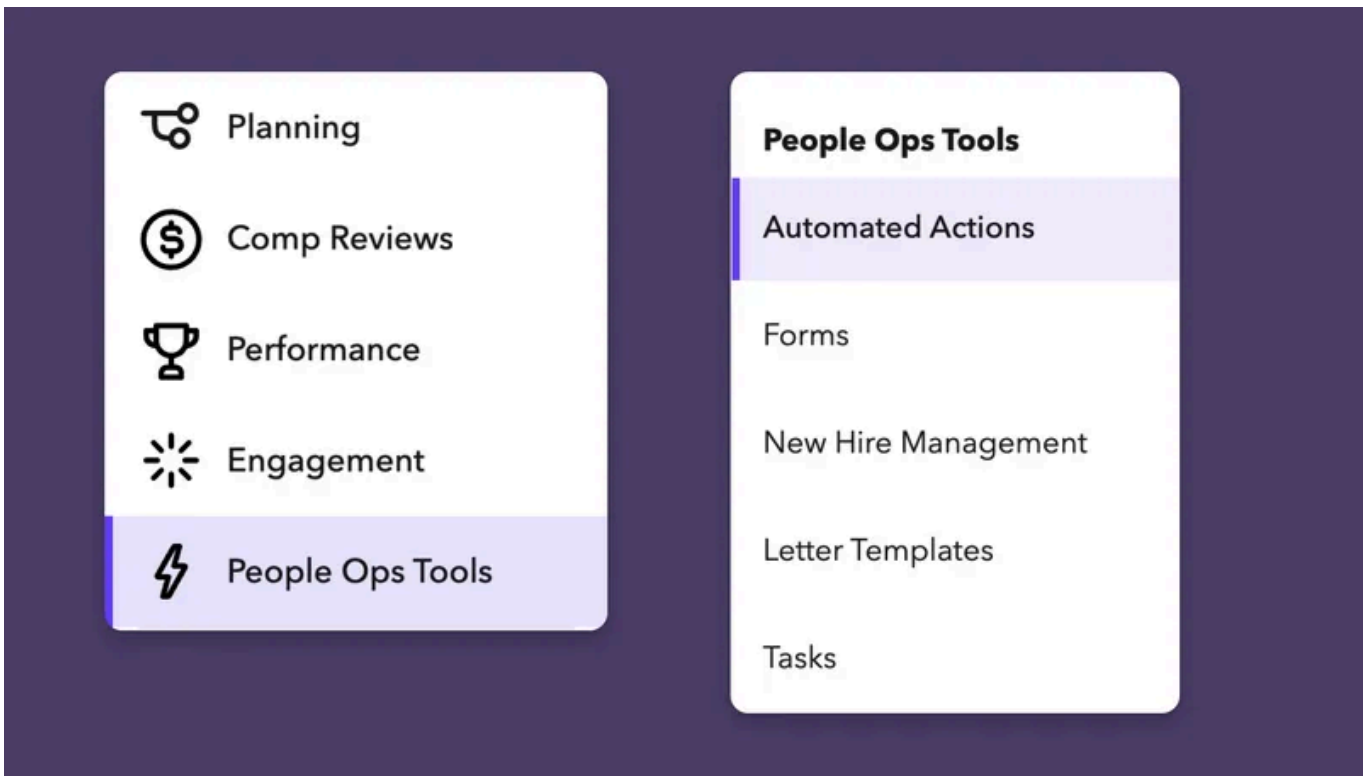 Planning
Comp Reviews
Performance
Engagement
People Ops Tools
People Ops Tools
Automated Actions
Forms
New Hire Management
Letter Templates
Tasks